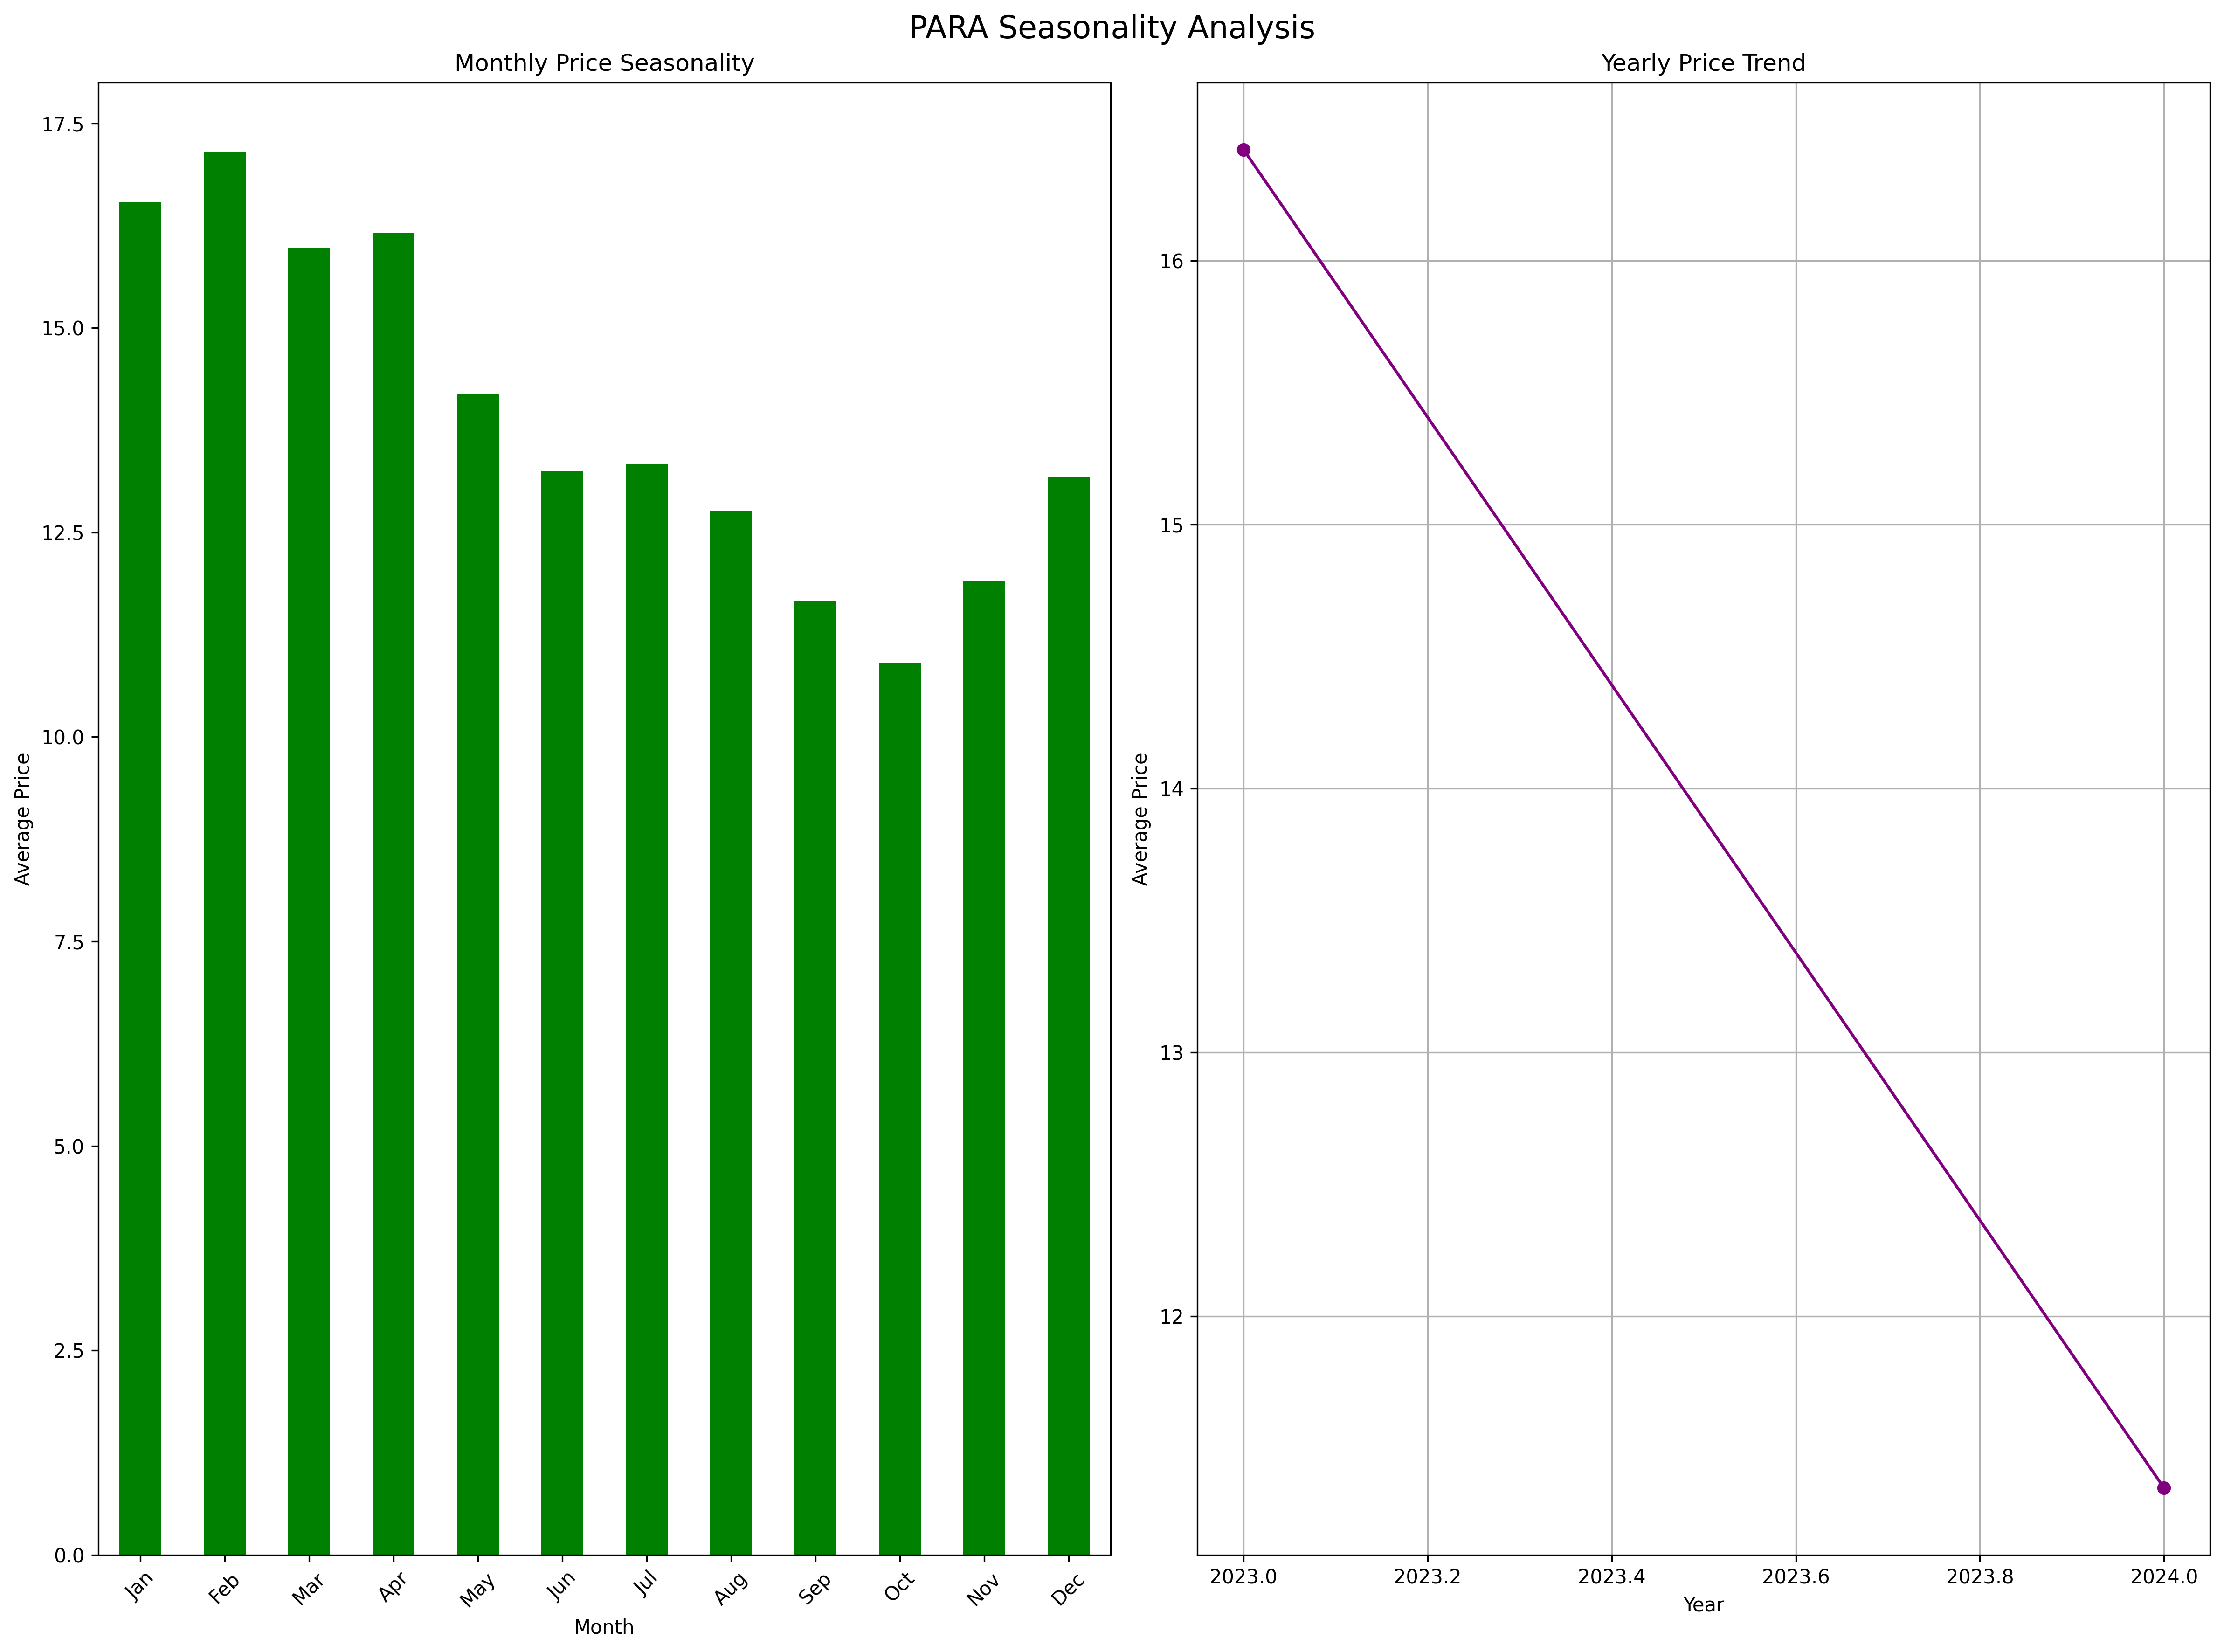 PARA Seasonality Analysis
Monthly Price Seasonality
17.5
15.0
12.5
10.0
7.5
5.0
2.5
0.0
Average Price
Jan
Feb
Mar
Apr
May
Jun
Jul
Aug
Sep
Oct
Nov
Dec
Month
Yearly Price Trend
16
15
14
13
12
Average Price
2023.0
2023.2
2023.4
2023.6
2023.8
2024.0
Year